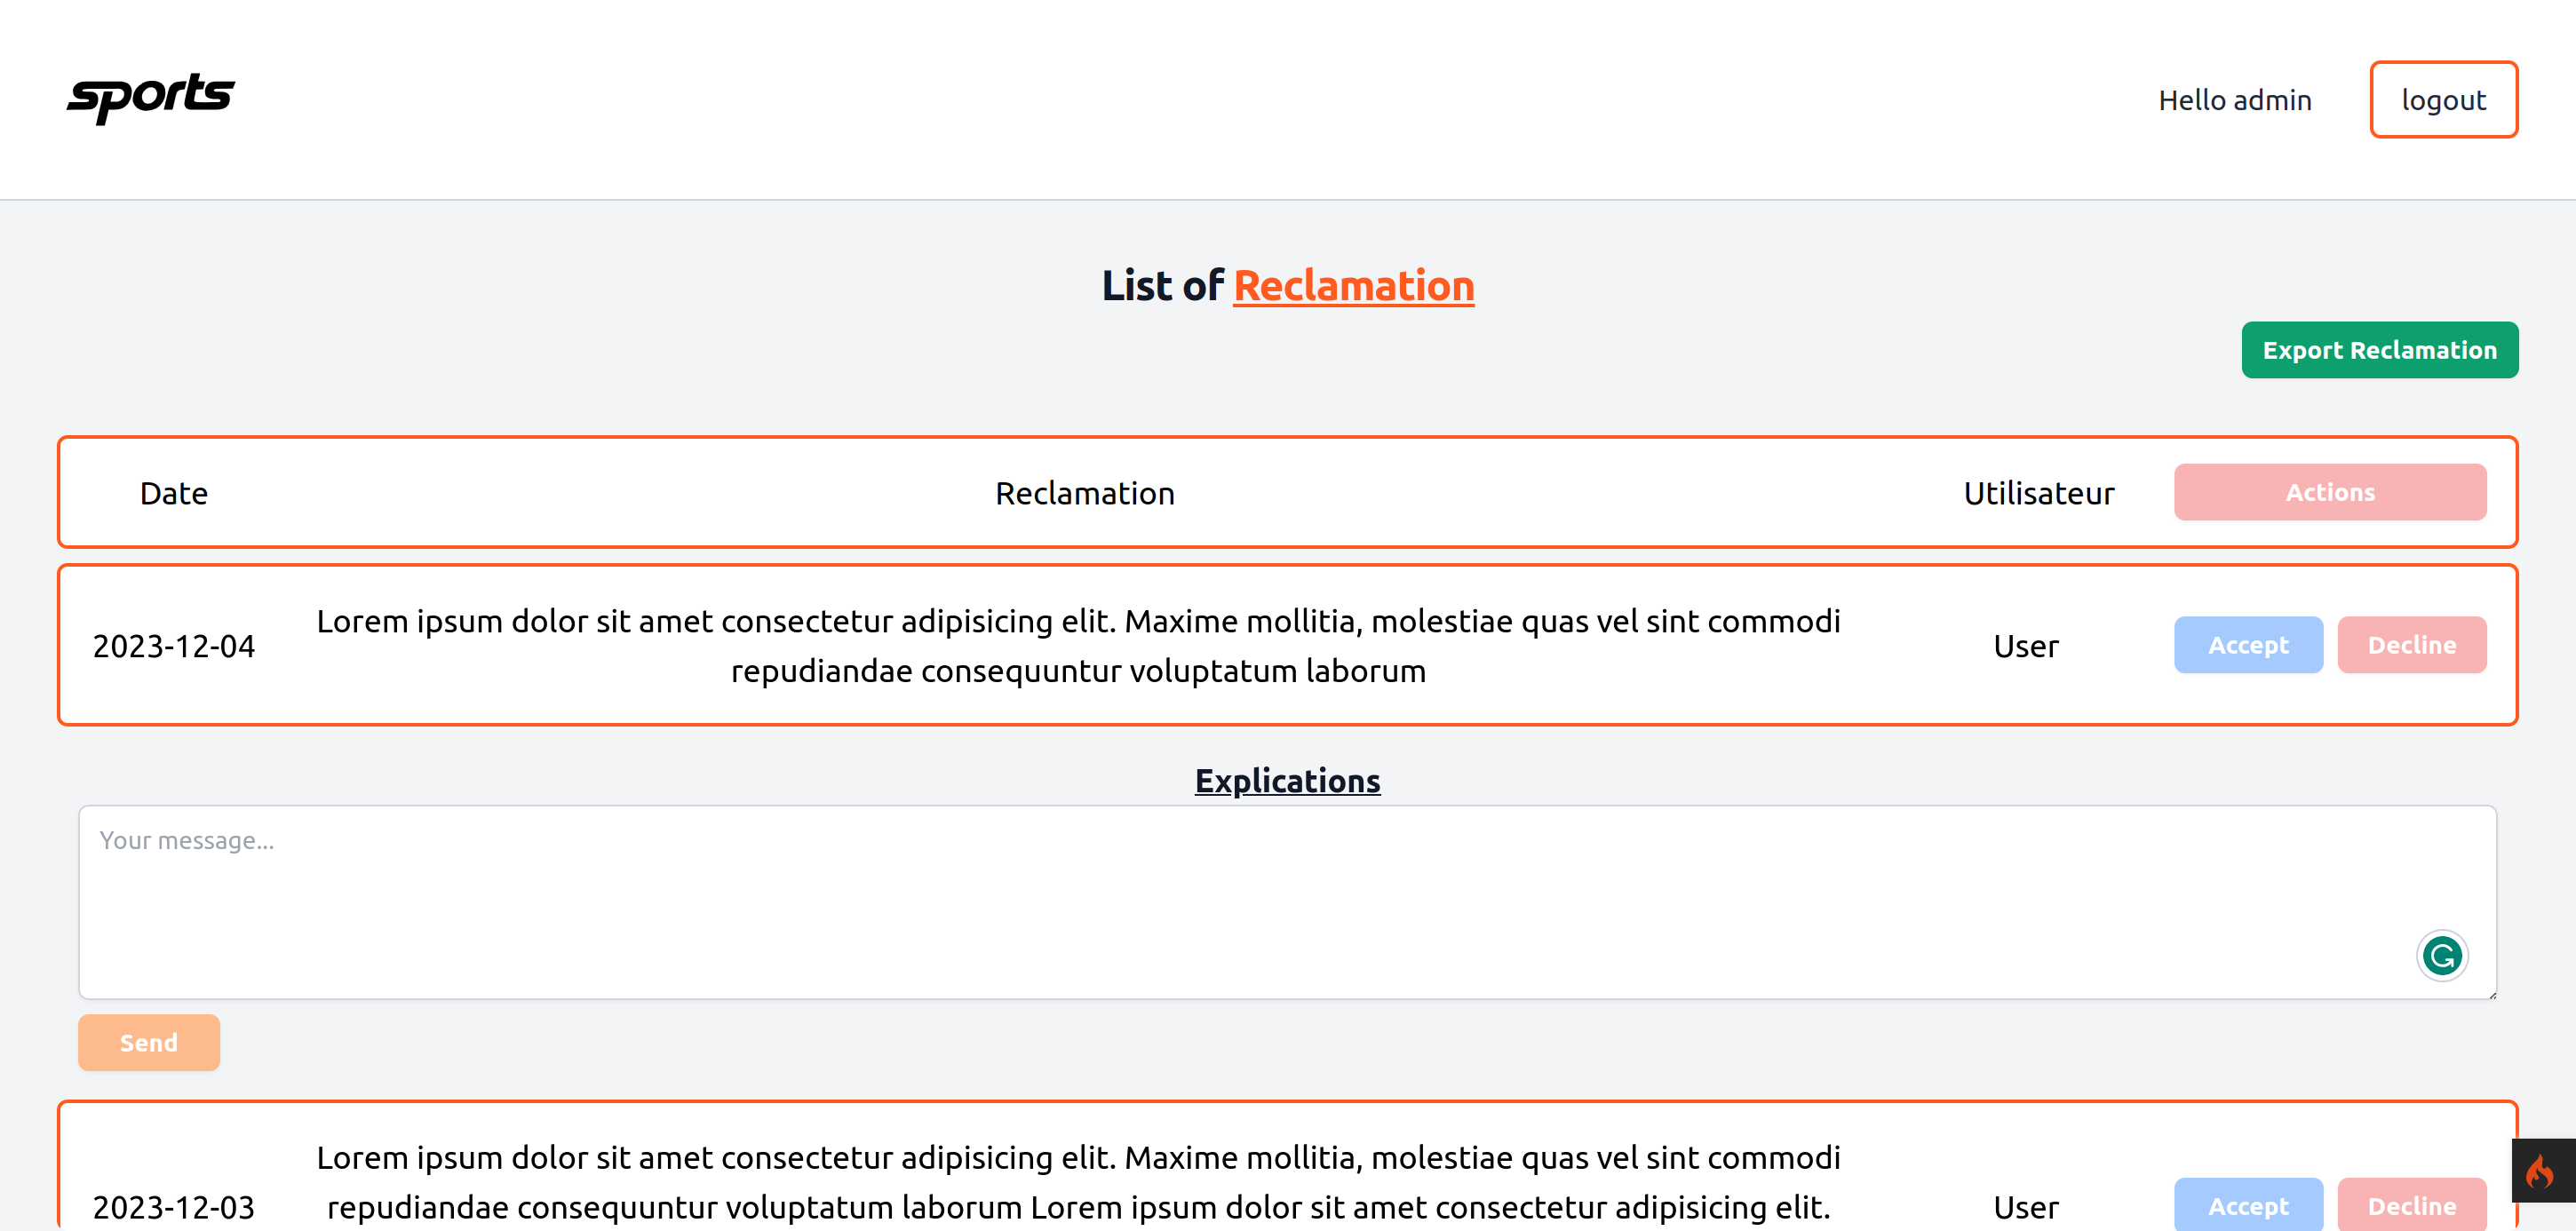 sports
Hello admin
logout
List of Reclamation
Export Reclamation
Date
Reclamation
Utilisateur
Actions
2023-12-04
Lorem ipsum dolor sit amet consectetur adipisicing elit. Maxime mollitia, molestiae quas vel sint commodi
repudiandae consequuntur voluptatum laborum
User
Accept
Decline
Explications
Your message...
Send
2023-12-03
Lorem ipsum dolor sit amet consectetur adipisicing elit. Maxime mollitia, molestiae quas vel sint commodi
repudiandae consequuntur voluptatum laborum Lorem ipsum dolor sit amet consectetur adipisicing elit.
User
Accept
Decline